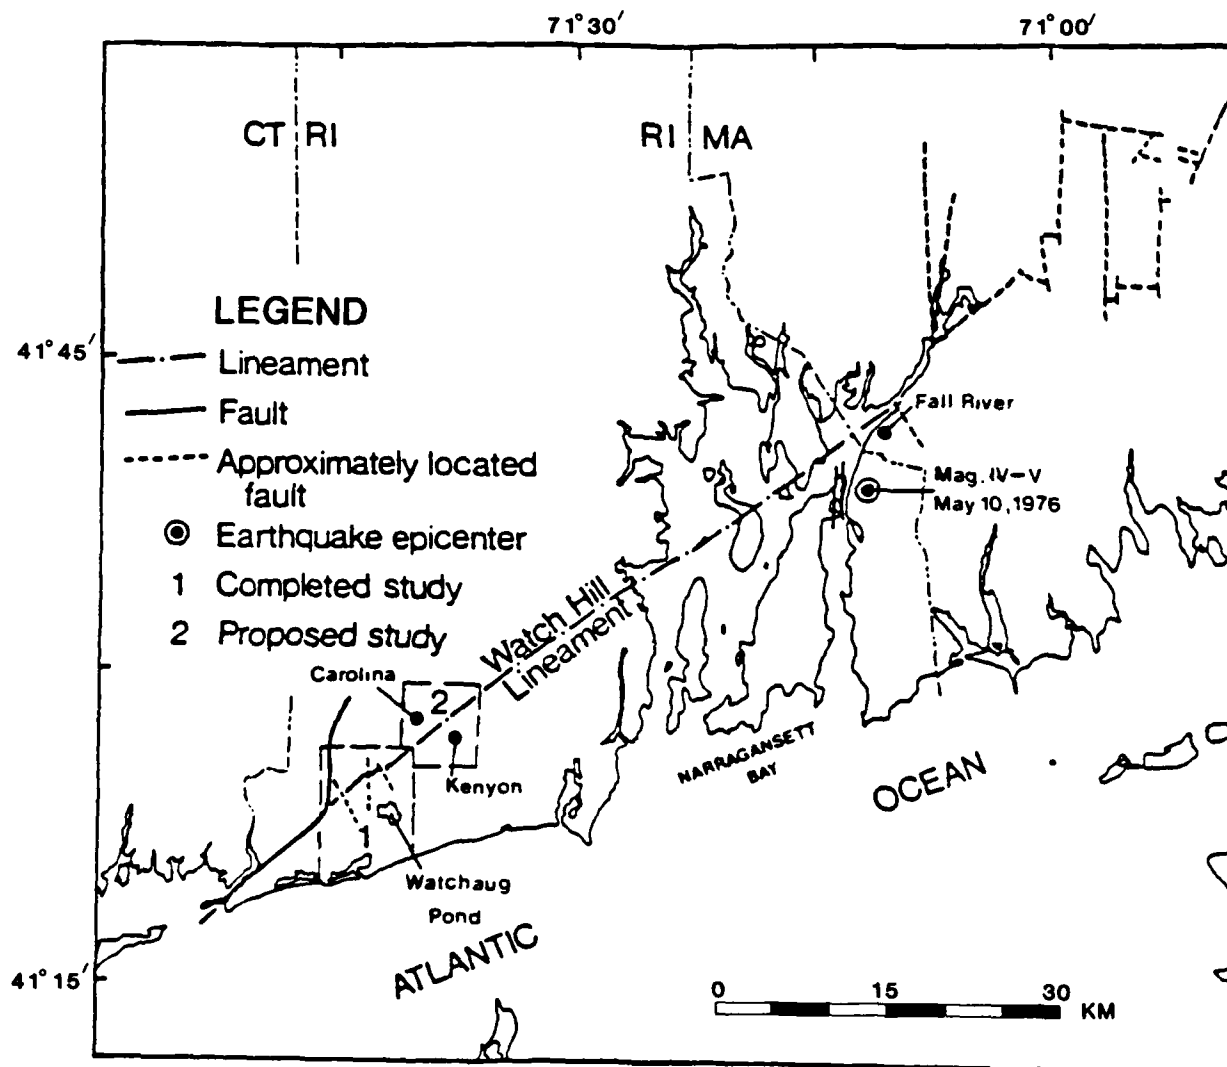 71°30′
71°00′
CT RI
RI MA
LEGEND
41°45′
Lineament
Fault
Approximately located
fault
Earthquake epicenter
1 Completed study
2 Proposed study
Fall River
Mag. IV–V
May 10, 1976
Watch Hill
Lineament
Carolina
2
Kenyon
NARRAGANSETT
BAY
OCEAN
1
Watchaug
Pond
ATLANTIC
41°15′
0 15 30 KM